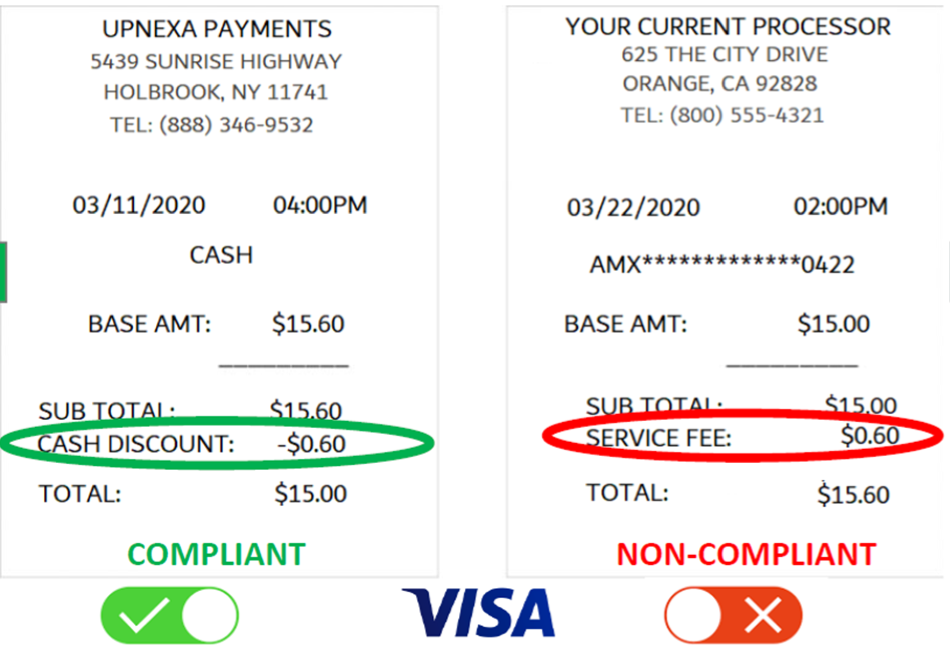 UPNEXA PAYMENTS
5439 SUNRISE HIGHWAY
HOLBROOK, NY 11741
TEL: (888) 346-9532
03/11/2020 04:00PM
CASH
BASE AMT: $15.60
SUB TOTAL: $15.60
CASH DISCOUNT: -$0.60
TOTAL: $15.00
COMPLIANT
YOUR CURRENT PROCESSOR
625 THE CITY DRIVE
ORANGE, CA 92828
TEL: (800) 555-4321
03/22/2020 02:00PM
AMX*************0422
BASE AMT: $15.00
SUB TOTAL: $15.00
SERVICE FEE: $0.60
TOTAL: $15.60
NON-COMPLIANT
VISA